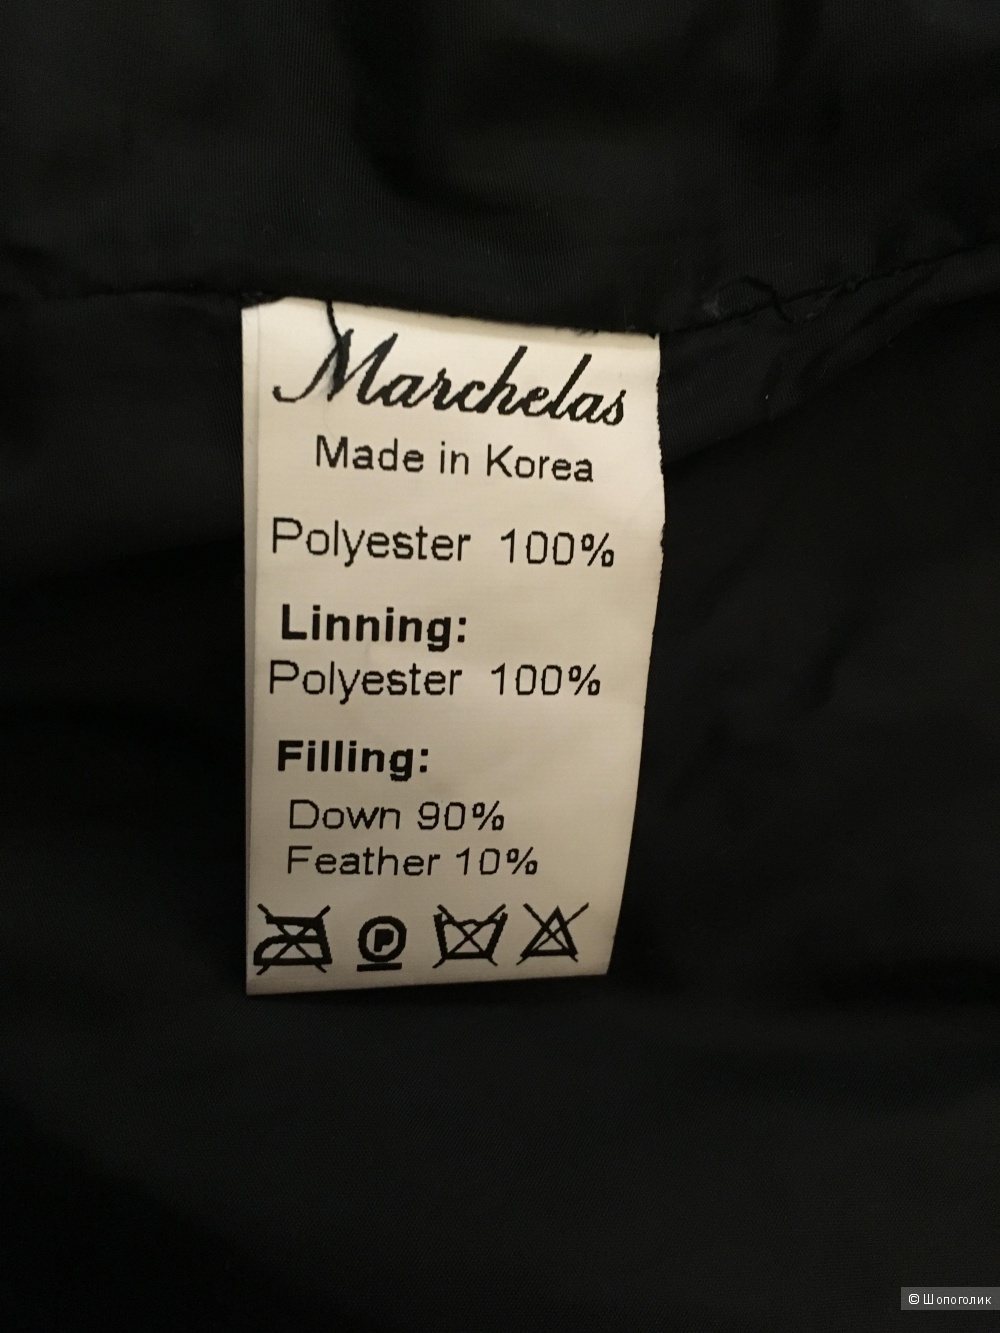 Marchelas
Made in Korea
Polyester 100%
Linning:
Polyester 100%
Filling:
Down 90%
Feather 10%
P
© Шопоголик